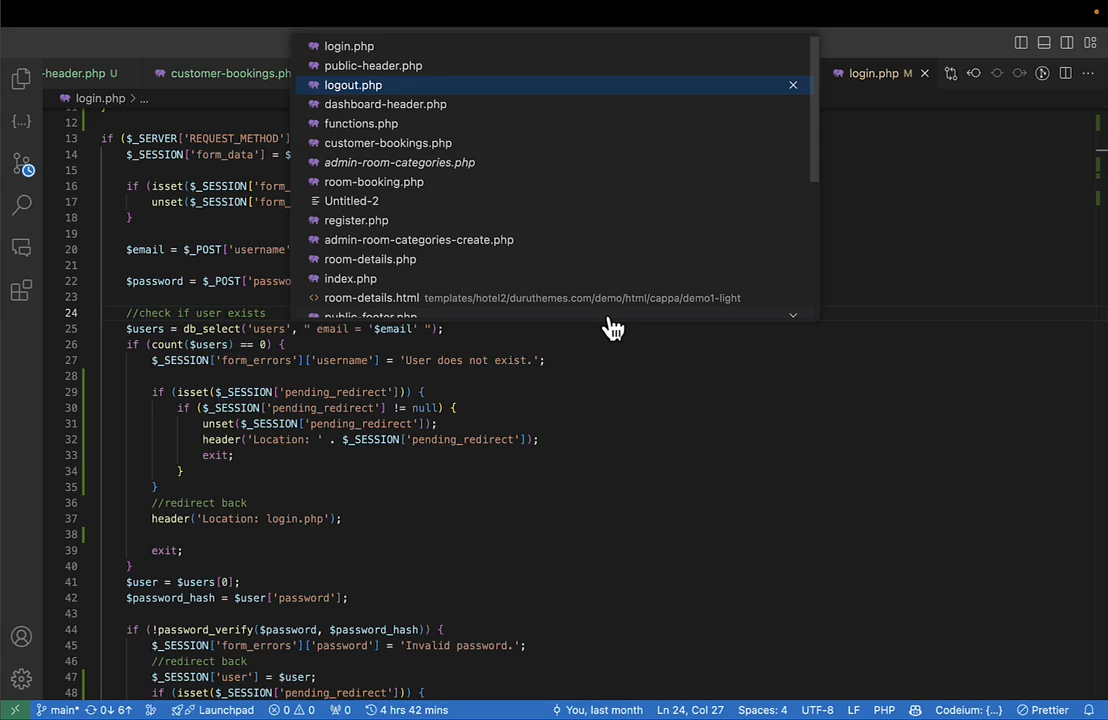 -header.php U
customer-bookings.ph
login.php M
login.php > ...
login.php
public-header.php
logout.php
dashboard-header.php
functions.php
customer-bookings.php
admin-room-categories.php
room-booking.php
Untitled-2
register.php
admin-room-categories-create.php
room-details.php
index.php
room-details.html templates/hotel2/duruthemes.com/demo/html/cappa/demo1-light
public-footer.php
12
13 if ($_SERVER['REQUEST_METHOD']
14 $_SESSION['form_data'] = $
15
16 if (isset($_SESSION['form_
17 unset($_SESSION['form_
18 }
19
20 $email = $_POST['username'
21
22 $password = $_POST['passwo
23
24 //check if user exists
25 $users = db_select('users', " email = '$email' ");
26 if (count($users) == 0) {
27 $_SESSION['form_errors']['username'] = 'User does not exist.';
28
29 if (isset($_SESSION['pending_redirect'])) {
30 if ($_SESSION['pending_redirect'] != null) {
31 unset($_SESSION['pending_redirect']);
32 header('Location: ' . $_SESSION['pending_redirect']);
33 exit;
34 }
35 }
36 //redirect back
37 header('Location: login.php');
38
39 exit;
40 }
41 $user = $users[0];
42 $password_hash = $user['password'];
43
44 if (!password_verify($password, $password_hash)) {
45 $_SESSION['form_errors']['password'] = 'Invalid password.';
46 //redirect back
47 $_SESSION['user'] = $user;
48 if (isset($_SESSION['pending_redirect'])) {
main* 0↓ 6↑ Launchpad 0 0 0 4 hrs 42 mins You, last month Ln 24, Col 27 Spaces: 4 UTF-8 LF PHP Codeium: {...} Prettier